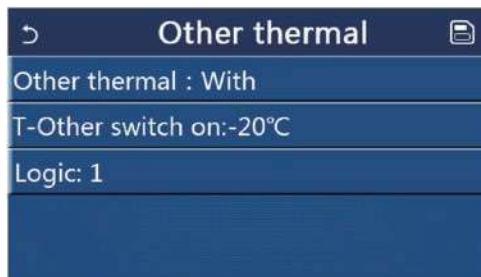 Other thermal
Other thermal : With
T-Other switch on:-20℃
Logic: 1